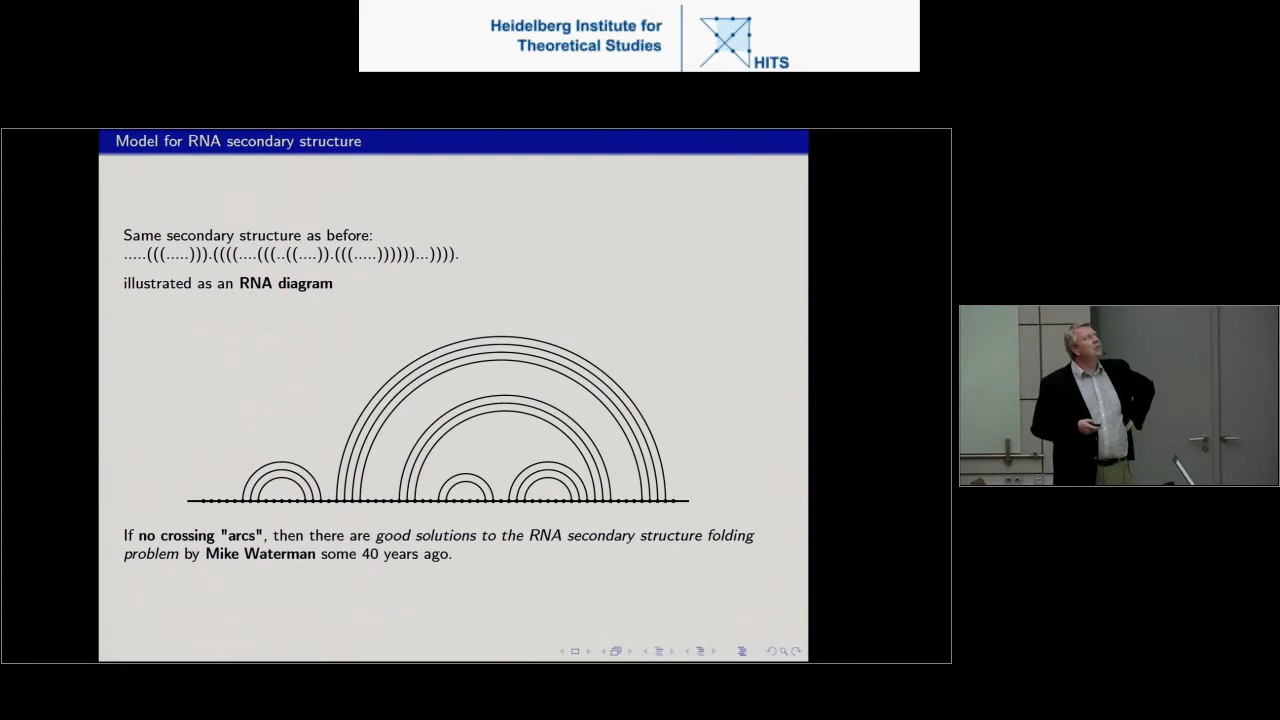 Heidelberg Institute for
Theoretical Studies
HITS
Model for RNA secondary structure
Same secondary structure as before:
.....(((.....))).((((....(((..((....)).(((.....))))))...)))).
illustrated as an RNA diagram
If no crossing "arcs", then there are good solutions to the RNA secondary structure folding
problem by Mike Waterman some 40 years ago.